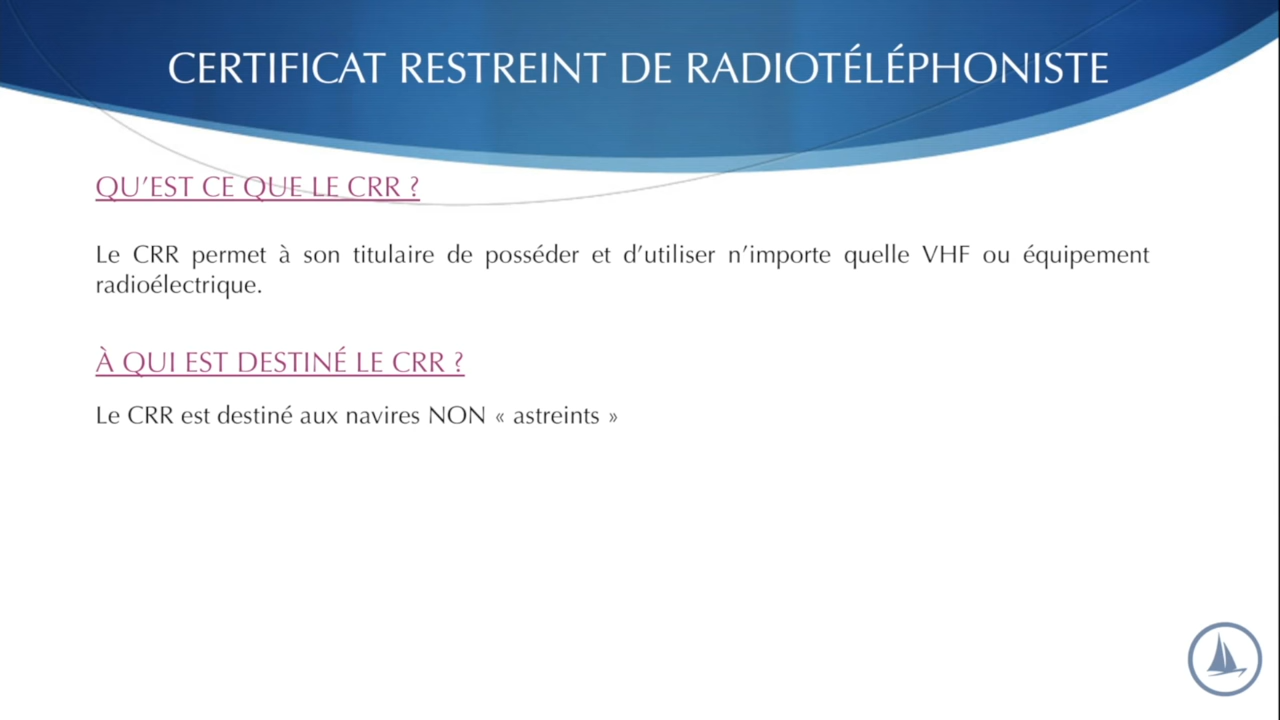 CERTIFICAT RESTREINT DE RADIOTÉLÉPHONISTE
QU’EST CE QUE LE CRR ?
Le CRR permet à son titulaire de posséder et d’utiliser n’importe quelle VHF ou équipement
radioélectrique.
À QUI EST DESTINÉ LE CRR ?
Le CRR est destiné aux navires NON « astreints »